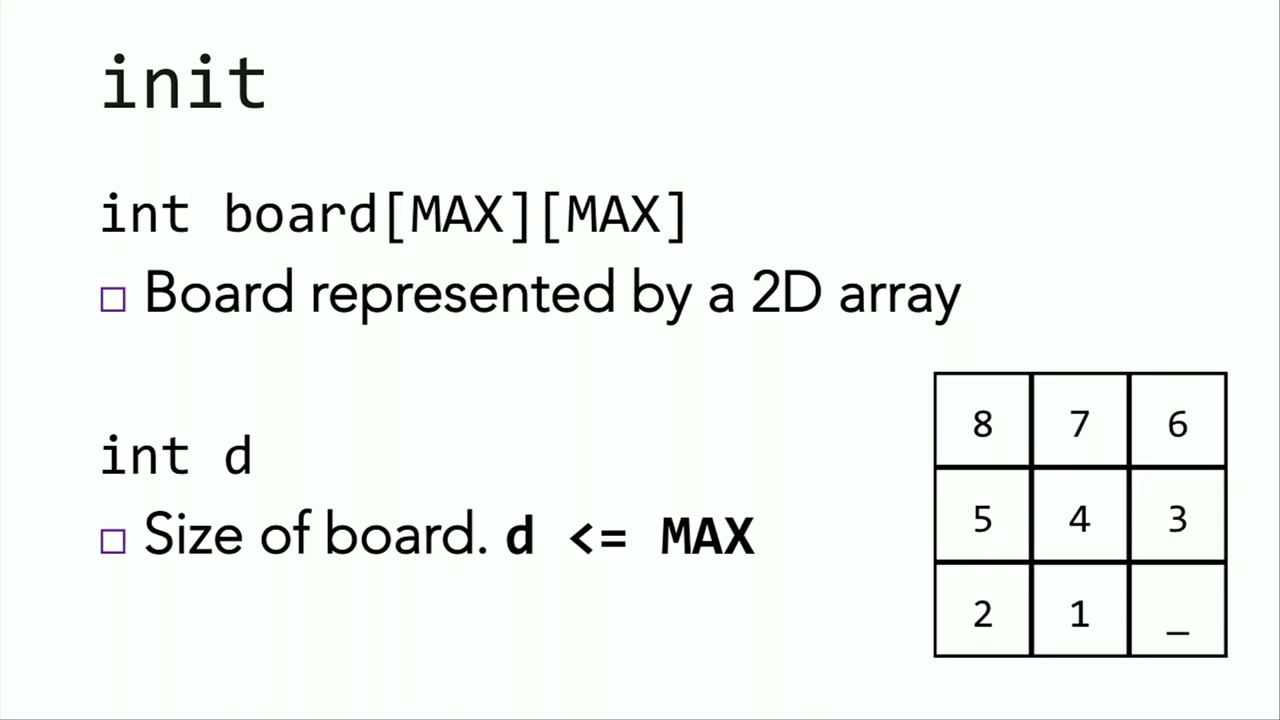 init
int board[MAX][MAX]
Board represented by a 2D array
int d
Size of board. d <= MAX
8 7 6
5 4 3
2 1 _